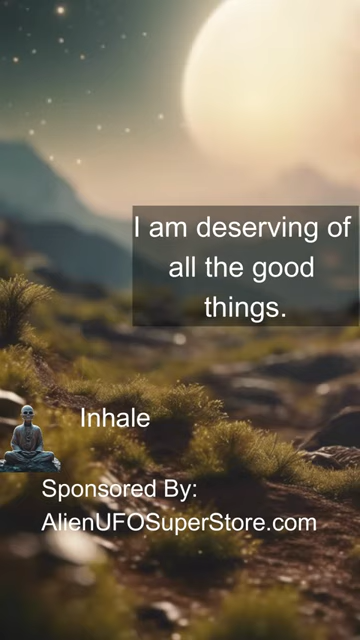 I am deserving of
all the good
things.
Inhale
Sponsored By:
AlienUFOSuperStore.com